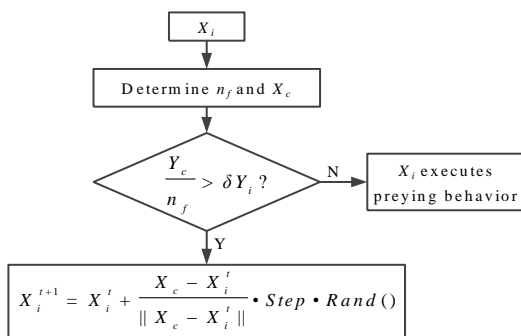 X_i
Determine n_f and X_c
Y_c / n_f > δY_i ?
N
X_i executes
preying behavior
Y
X_i^{t+1} = X_i^t + (X_c − X_i^t) / (|| X_c − X_i^t ||) • Step • Rand()